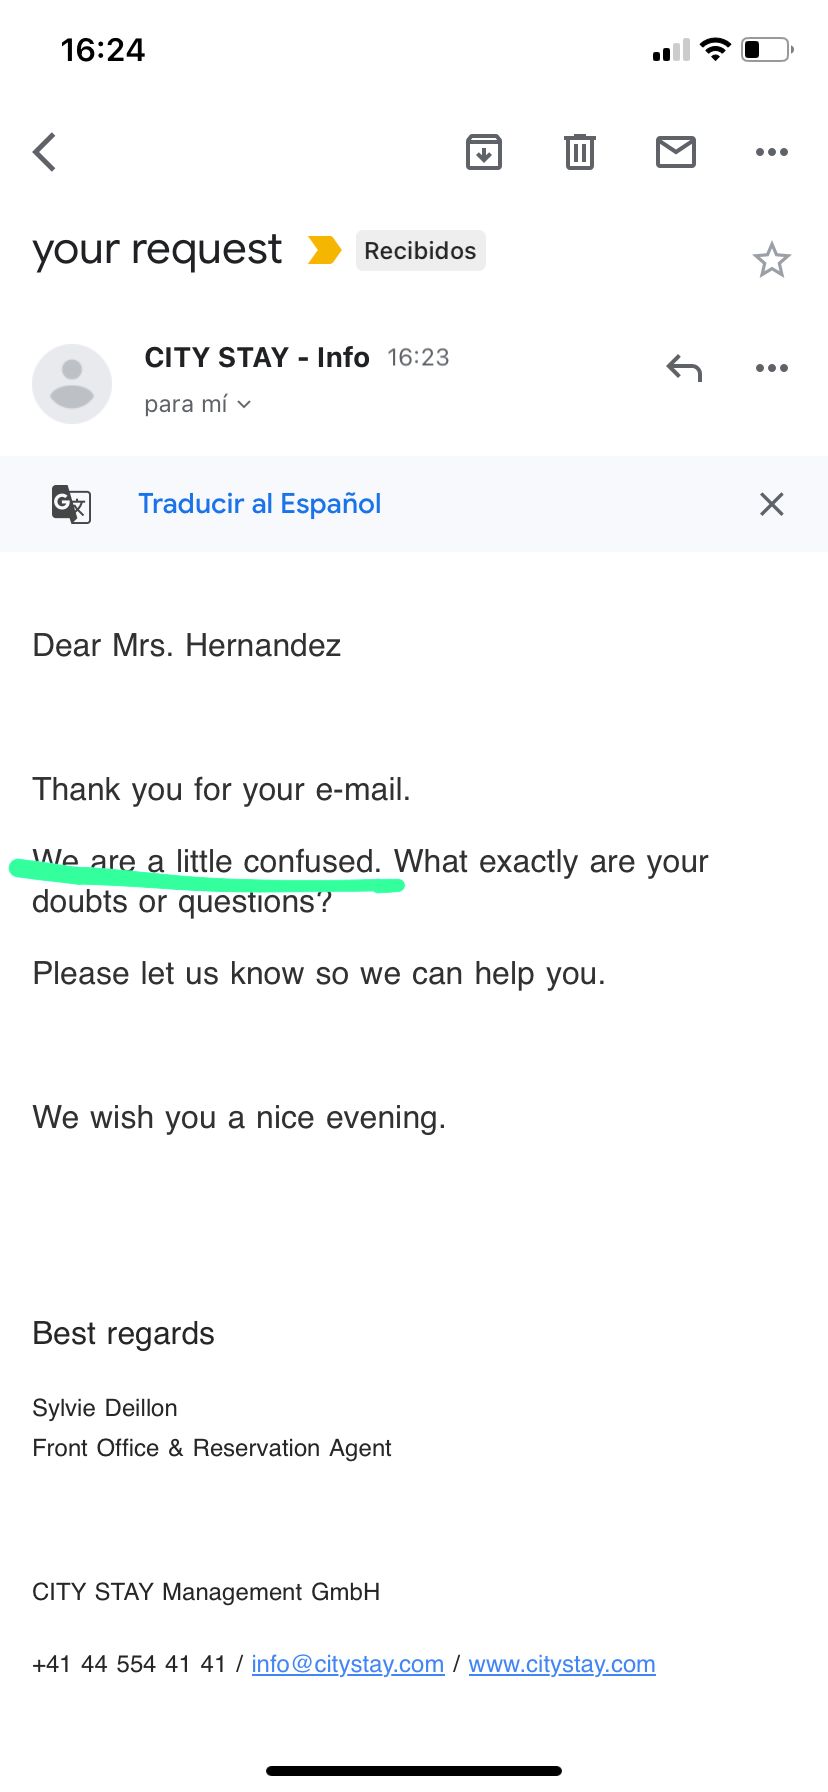 16:24
your request Recibidos
CITY STAY - Info 16:23
para mí
Traducir al Español
Dear Mrs. Hernandez
Thank you for your e-mail.
We are a little confused. What exactly are your
doubts or questions?
Please let us know so we can help you.
We wish you a nice evening.
Best regards
Sylvie Deillon
Front Office & Reservation Agent
CITY STAY Management GmbH
+41 44 554 41 41 / info@citystay.com / www.citystay.com